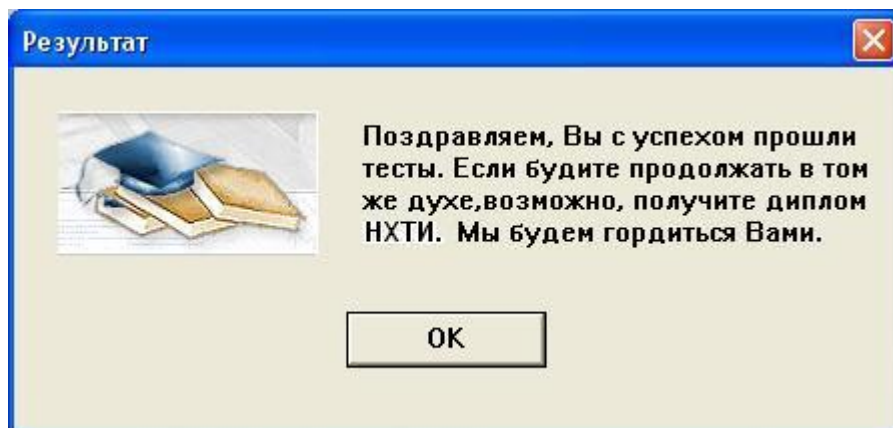 Результат
Поздравляем, Вы с успехом прошли
тесты. Если будите продолжать в том
же духе,возможно, получите диплом
НХТИ. Мы будем гордиться Вами.
OK